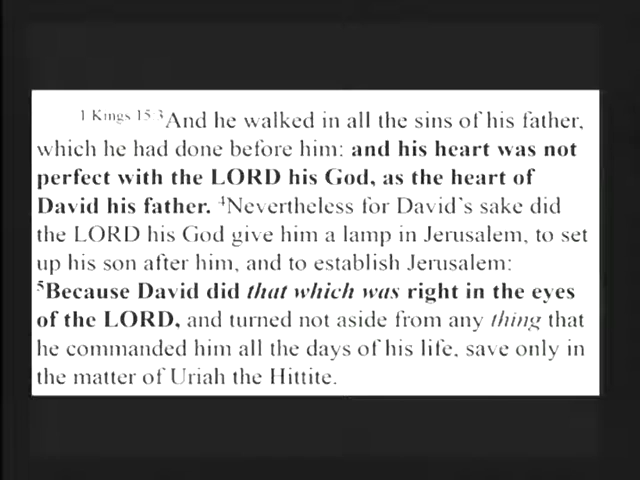 1 Kings 15 3And he walked in all the sins of his father,
which he had done before him: and his heart was not
perfect with the LORD his God, as the heart of
David his father. 4Nevertheless for David's sake did
the LORD his God give him a lamp in Jerusalem, to set
up his son after him, and to establish Jerusalem:
5Because David did that which was right in the eyes
of the LORD, and turned not aside from any thing that
he commanded him all the days of his life, save only in
the matter of Uriah the Hittite.